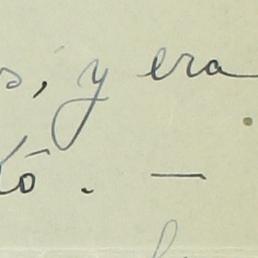 s, y era
ó. —